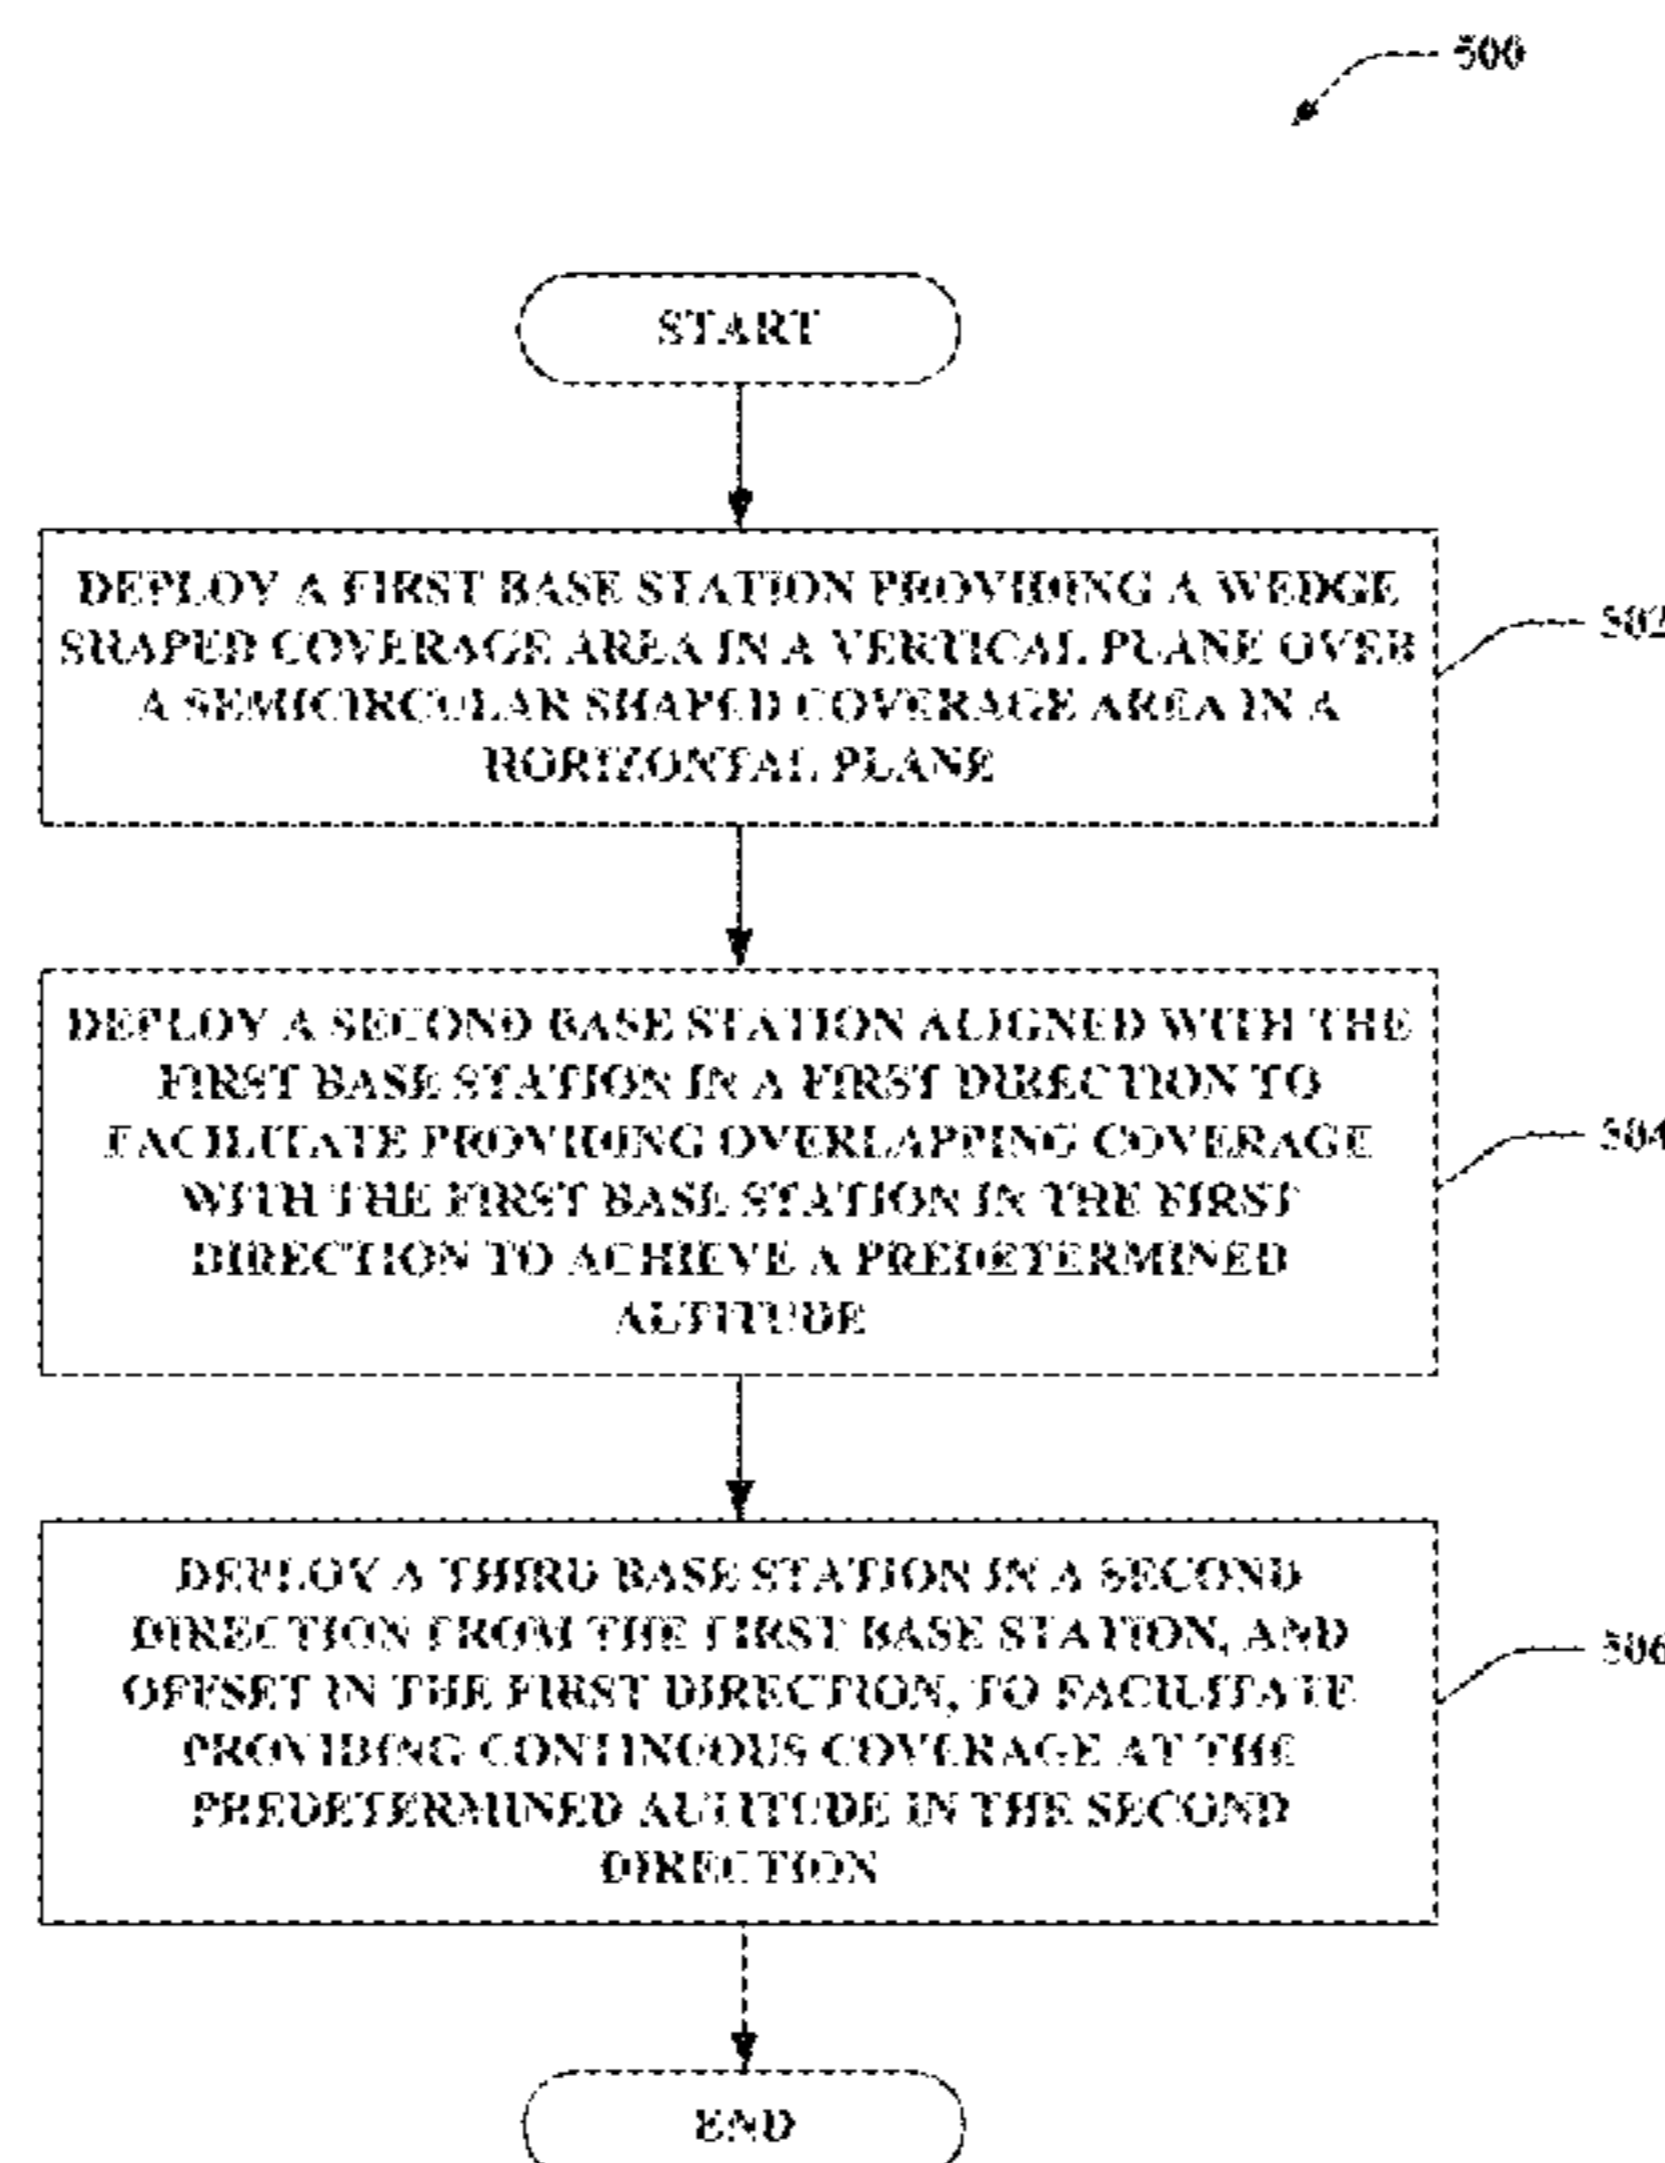 500
START
DEPLOY A FIRST BASE STATION PROVIDING A WEDGE
SHAPED COVERAGE AREA IN A VERTICAL PLANE OVER
A SEMICIRCULAR SHAPED COVERAGE AREA IN A
HORIZONTAL PLANE
502
DEPLOY A SECOND BASE STATION ALIGNED WITH THE
FIRST BASE STATION IN A FIRST DIRECTION TO
FACILITATE PROVIDING OVERLAPPING COVERAGE
WITH THE FIRST BASE STATION IN THE FIRST
DIRECTION TO ACHIEVE A PREDETERMINED
ALTITUDE
504
DEPLOY A THIRD BASE STATION IN A SECOND
DIRECTION FROM THE FIRST BASE STATION, AND
OFFSET IN THE FIRST DIRECTION, TO FACILITATE
PROVIDING CONTINUOUS COVERAGE AT THE
PREDETERMINED ALTITUDE IN THE SECOND
DIRECTION
506
END